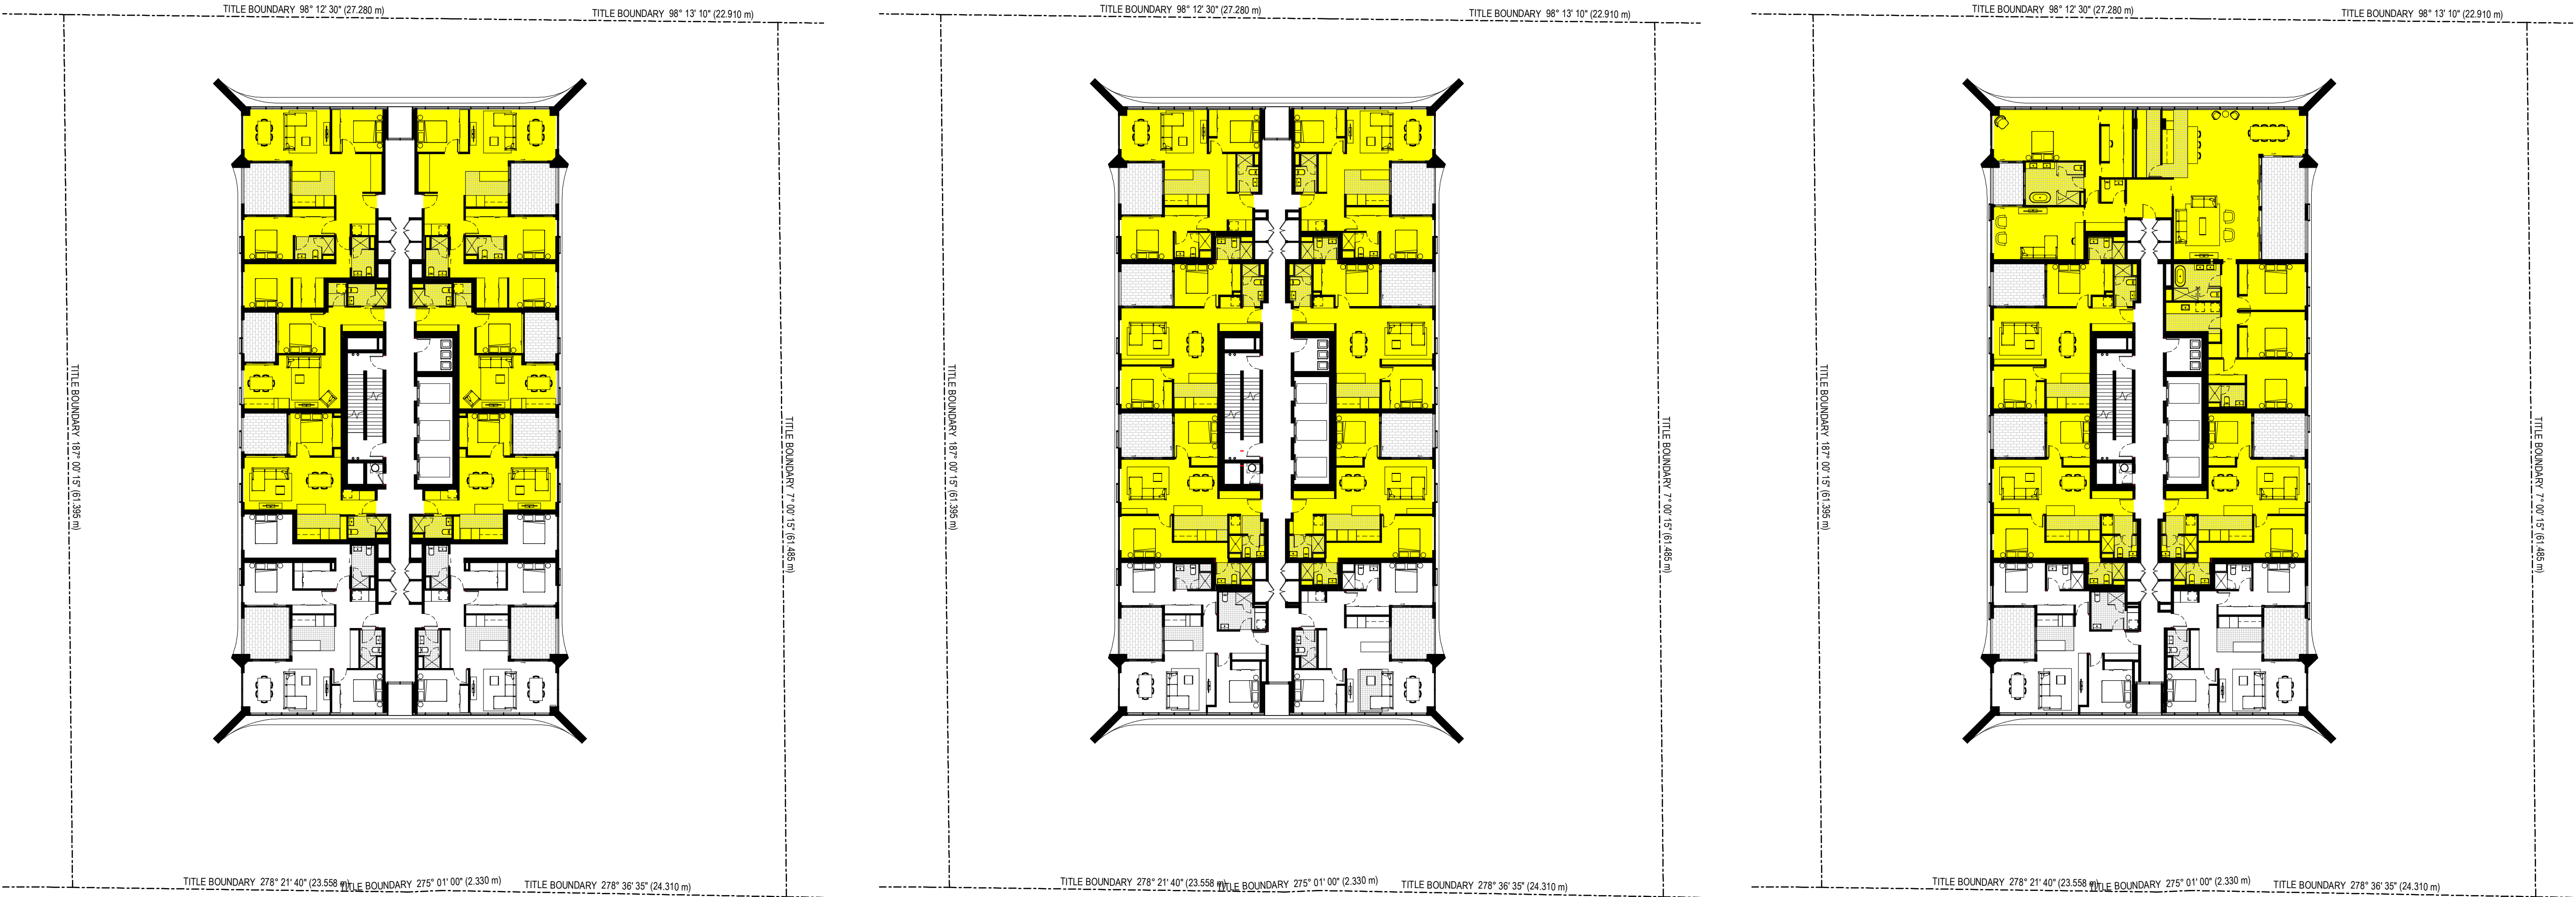 TITLE BOUNDARY 98° 12' 30" (27.280 m)
TITLE BOUNDARY 98° 13' 10" (22.910 m)
TITLE BOUNDARY 187° 00' 15" (61.395 m)
TITLE BOUNDARY 7° 00' 15" (61.485 m)
TITLE BOUNDARY 278° 21' 40" (23.558 m)
TITLE BOUNDARY 275° 01' 00" (2.330 m)
TITLE BOUNDARY 278° 36' 35" (24.310 m)
TITLE BOUNDARY 98° 12' 30" (27.280 m)
TITLE BOUNDARY 98° 13' 10" (22.910 m)
TITLE BOUNDARY 187° 00' 15" (61.395 m)
TITLE BOUNDARY 7° 00' 15" (61.485 m)
TITLE BOUNDARY 278° 21' 40" (23.558 m)
TITLE BOUNDARY 275° 01' 00" (2.330 m)
TITLE BOUNDARY 278° 36' 35" (24.310 m)
TITLE BOUNDARY 98° 12' 30" (27.280 m)
TITLE BOUNDARY 98° 13' 10" (22.910 m)
TITLE BOUNDARY 187° 00' 15" (61.395 m)
TITLE BOUNDARY 7° 00' 15" (61.485 m)
TITLE BOUNDARY 278° 21' 40" (23.558 m)
TITLE BOUNDARY 275° 01' 00" (2.330 m)
TITLE BOUNDARY 278° 36' 35" (24.310 m)